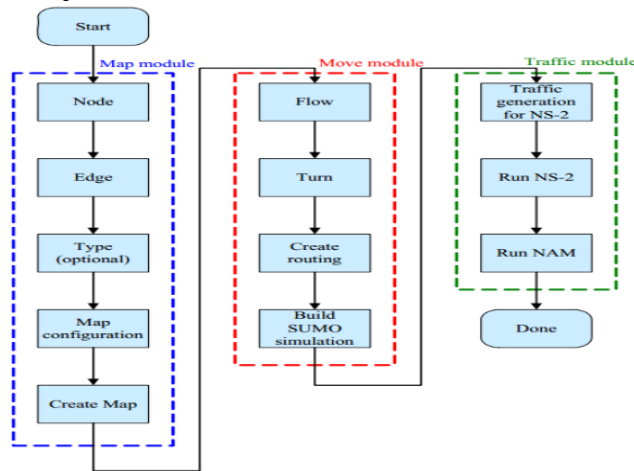 Start
Map module
Node
Edge
Type
(optional)
Map
configuration
Create Map
Move module
Flow
Turn
Create
routing
Build
SUMO
simulation
Traffic module
Traffic
generation
for NS-2
Run NS-2
Run NAM
Done